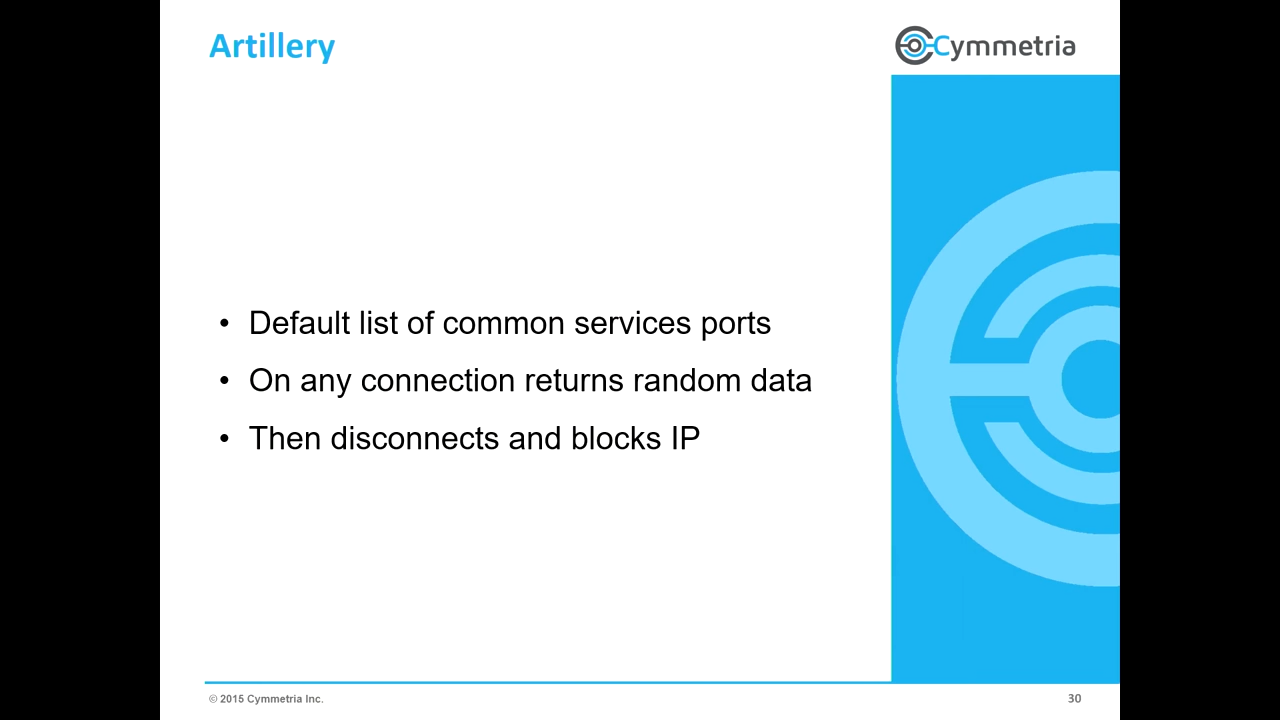 Artillery
Cymmetria
• Default list of common services ports
• On any connection returns random data
• Then disconnects and blocks IP
© 2015 Cymmetria Inc.
30